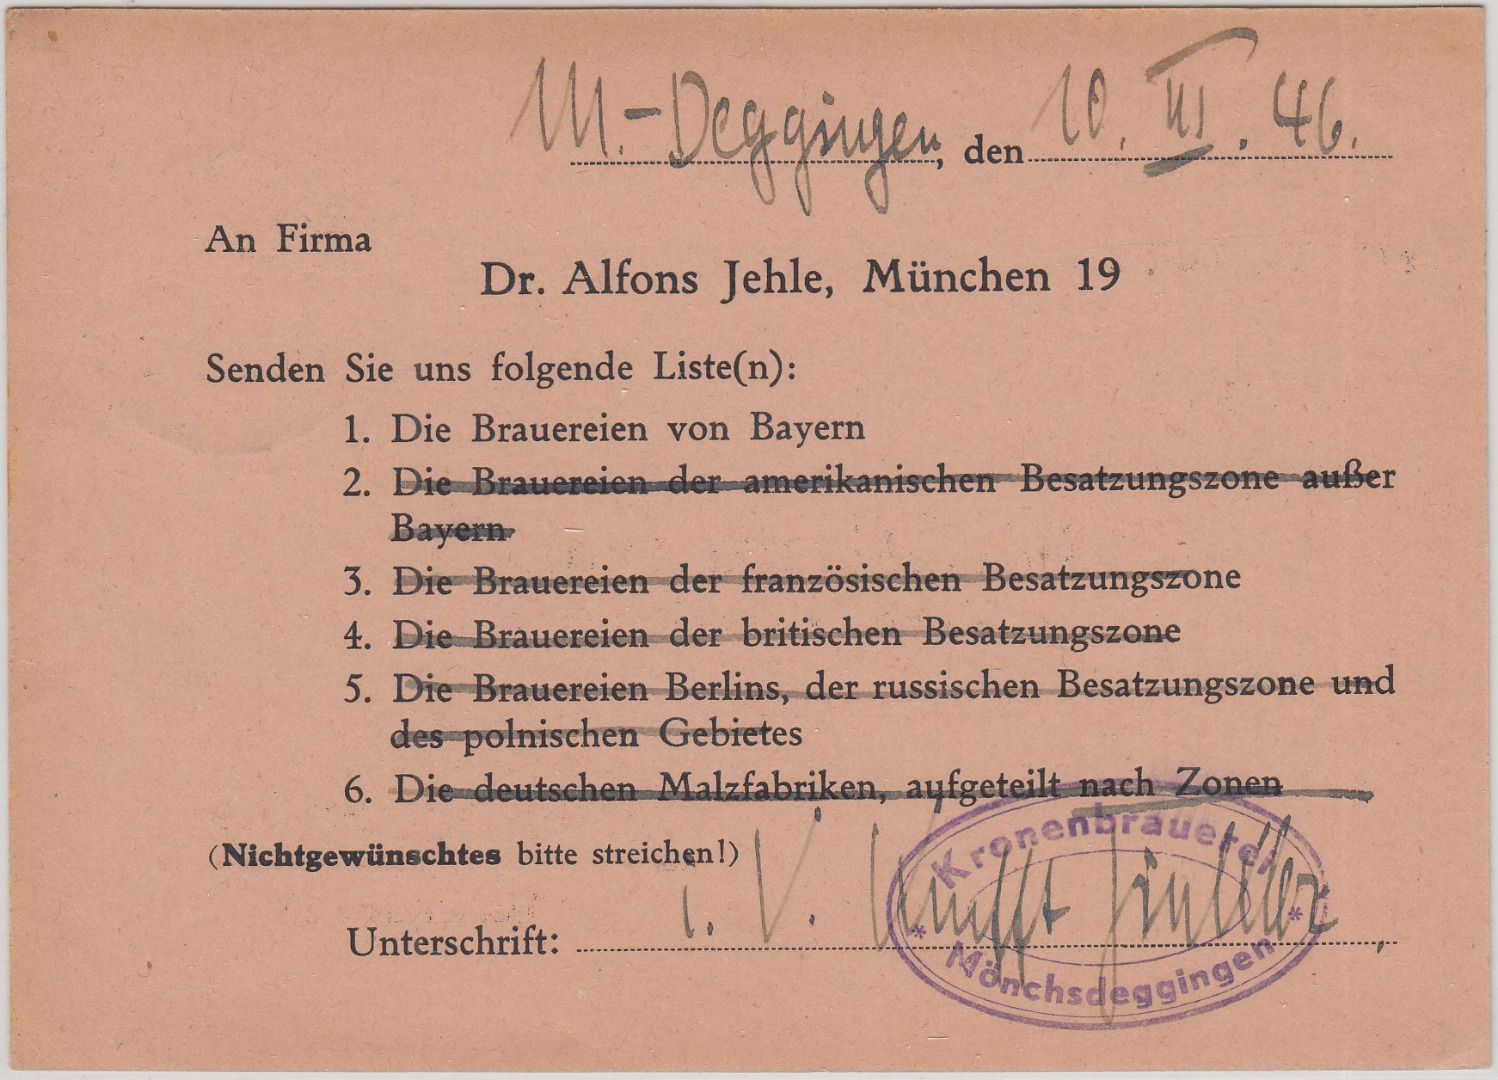 M.-Deggingen, den 10. III. 46.
An Firma
Dr. Alfons Jehle, München 19
Senden Sie uns folgende Liste(n):
1. Die Brauereien von Bayern
2. Die Brauereien der amerikanischen Besatzungszone außer
Bayern
3. Die Brauereien der französischen Besatzungszone
4. Die Brauereien der britischen Besatzungszone
5. Die Brauereien Berlins, der russischen Besatzungszone und
des polnischen Gebietes
6. Die deutschen Malzfabriken, aufgeteilt nach Zonen
(Nichtgewünschtes bitte streichen!)
Unterschrift: i. V.
Kronenbrauerei
* Mönchsdeggingen *